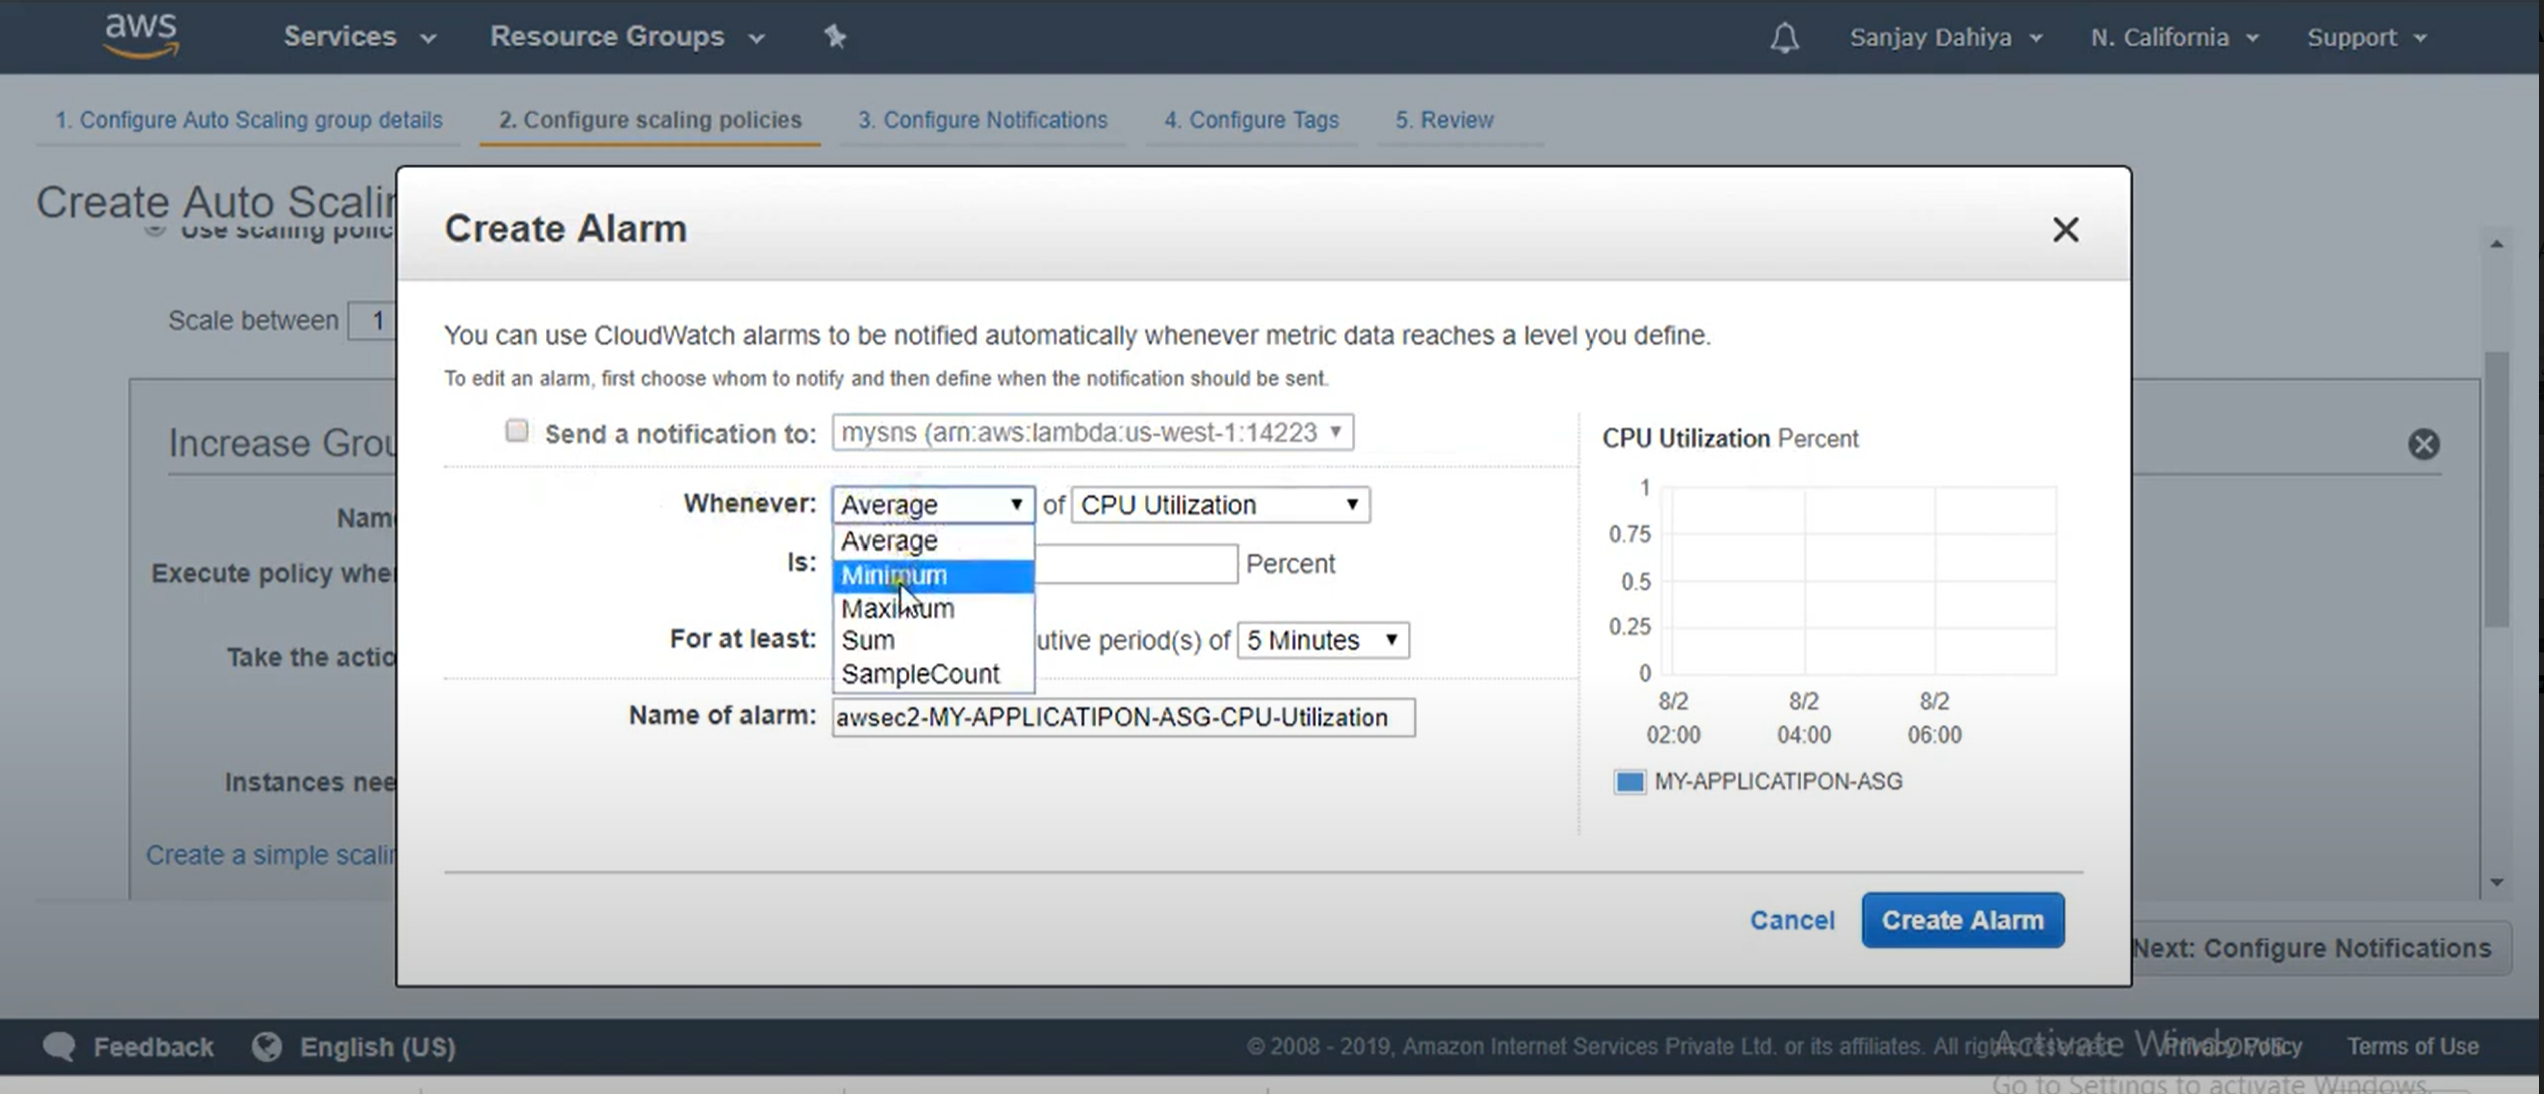 aws
Services
Resource Groups
Sanjay Dahiya
N. California
Support
1. Configure Auto Scaling group details
2. Configure scaling policies
3. Configure Notifications
4. Configure Tags
5. Review
Create Auto Scalin
Use scaling polic
Scale between 1
Increase Grou
Name
Execute policy whe
Take the actio
Instances nee
Create a simple scalin
Create Alarm
You can use CloudWatch alarms to be notified automatically whenever metric data reaches a level you define.
To edit an alarm, first choose whom to notify and then define when the notification should be sent.
Send a notification to: mysns (arn:aws:lambda:us-west-1:14223
Whenever: Average of CPU Utilization
Average
Minimum
Maximum
Sum
SampleCount
Is: Percent
For at least: utive period(s) of 5 Minutes
Name of alarm: awsec2-MY-APPLICATIPON-ASG-CPU-Utilization
CPU Utilization Percent
1
0.75
0.5
0.25
0
8/2 8/2 8/2
02:00 04:00 06:00
MY-APPLICATIPON-ASG
Cancel
Create Alarm
Next: Configure Notifications
Feedback
English (US)
© 2008 - 2019, Amazon Internet Services Private Ltd. or its affiliates. All rights reserved.
Privacy Policy
Terms of Use
Activate Windows
Go to Settings to activate Windows.